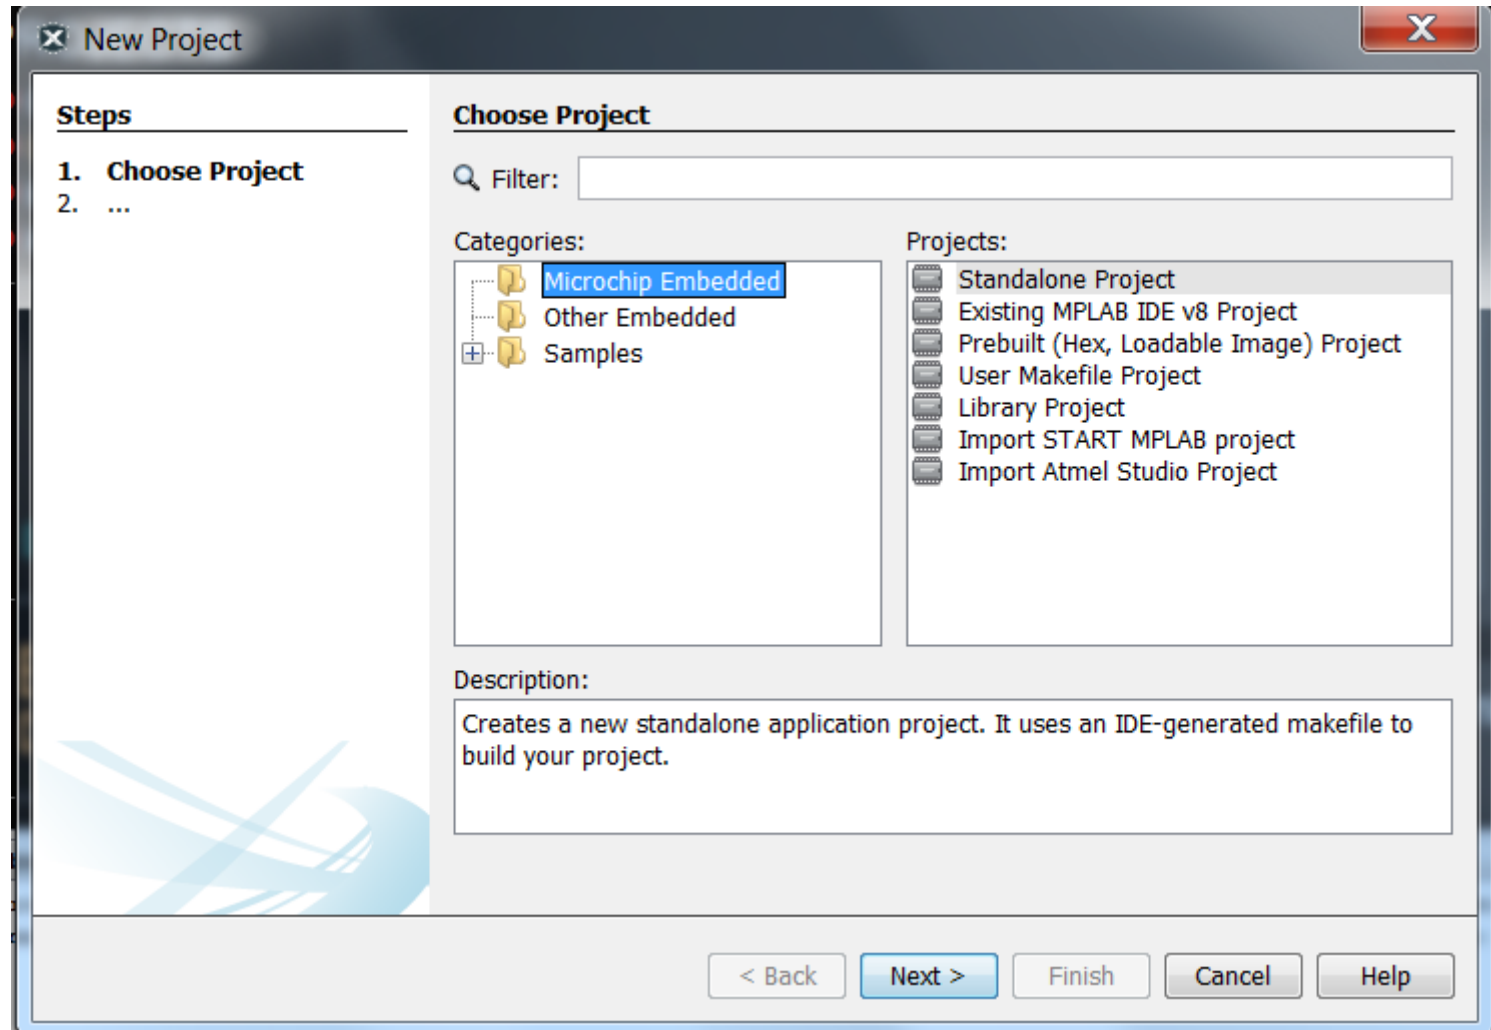 New Project
X
Steps
1. Choose Project
2. ...
Choose Project
Filter:
Categories:
Microchip Embedded
Other Embedded
Samples
Projects:
Standalone Project
Existing MPLAB IDE v8 Project
Prebuilt (Hex, Loadable Image) Project
User Makefile Project
Library Project
Import START MPLAB project
Import Atmel Studio Project
Description:
Creates a new standalone application project. It uses an IDE-generated makefile to
build your project.
< Back Next > Finish Cancel Help